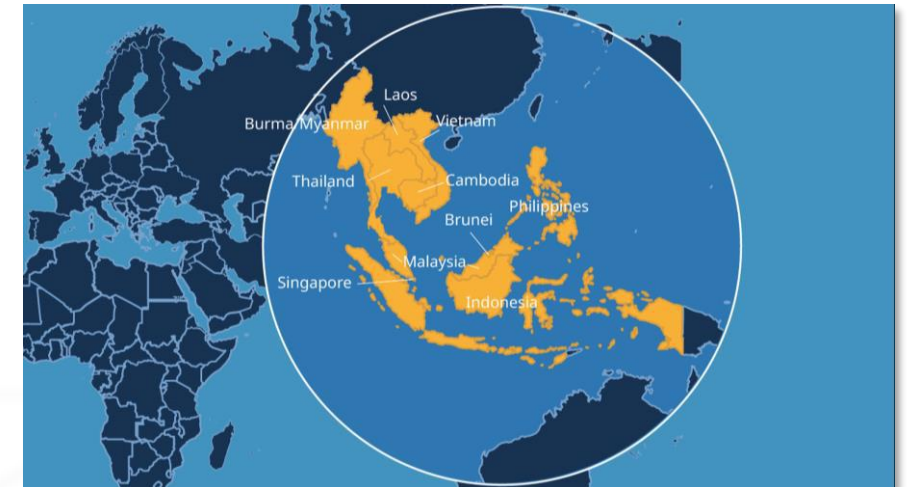 Laos
Burma/Myanmar
Vietnam
Thailand
Cambodia
Philippines
Brunei
Malaysia
Singapore
Indonesia